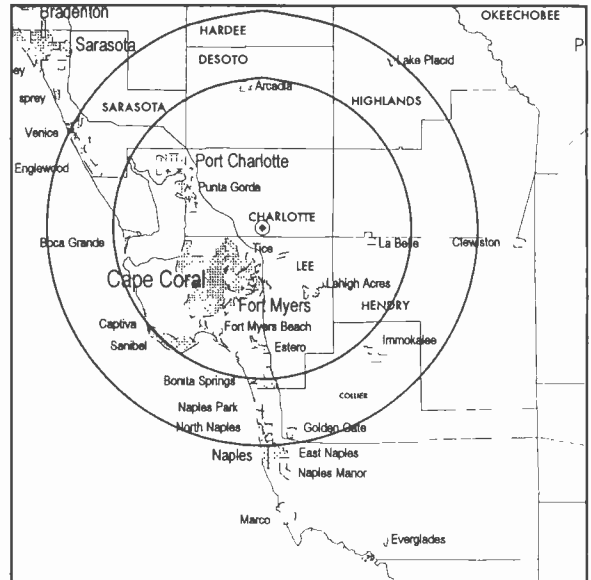 Bradenton
OKEECHOBEE
HARDEE
P
Sarasota
DESOTO
Lake Placid
ey
Arcadia
sprey
SARASOTA
HIGHLANDS
Venice
Englewood
Port Charlotte
Punta Gorda
CHARLOTTE
Boca Grande
Tice
La Belle
Clewiston
LEE
Cape Coral
Lehigh Acres
Fort Myers
HENDRY
Captiva
Fort Myers Beach
Sanibel
Estero
Immokalee
Bonita Springs
COLLIER
Naples Park
North Naples
Golden Gate
Naples
East Naples
Naples Manor
Marco
Everglades